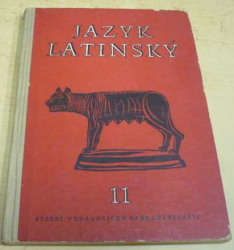 JAZYK
LATINSKÝ
11
STÁTNÍ PEDAGOGICKÉ NAKLADATELSTVÍ